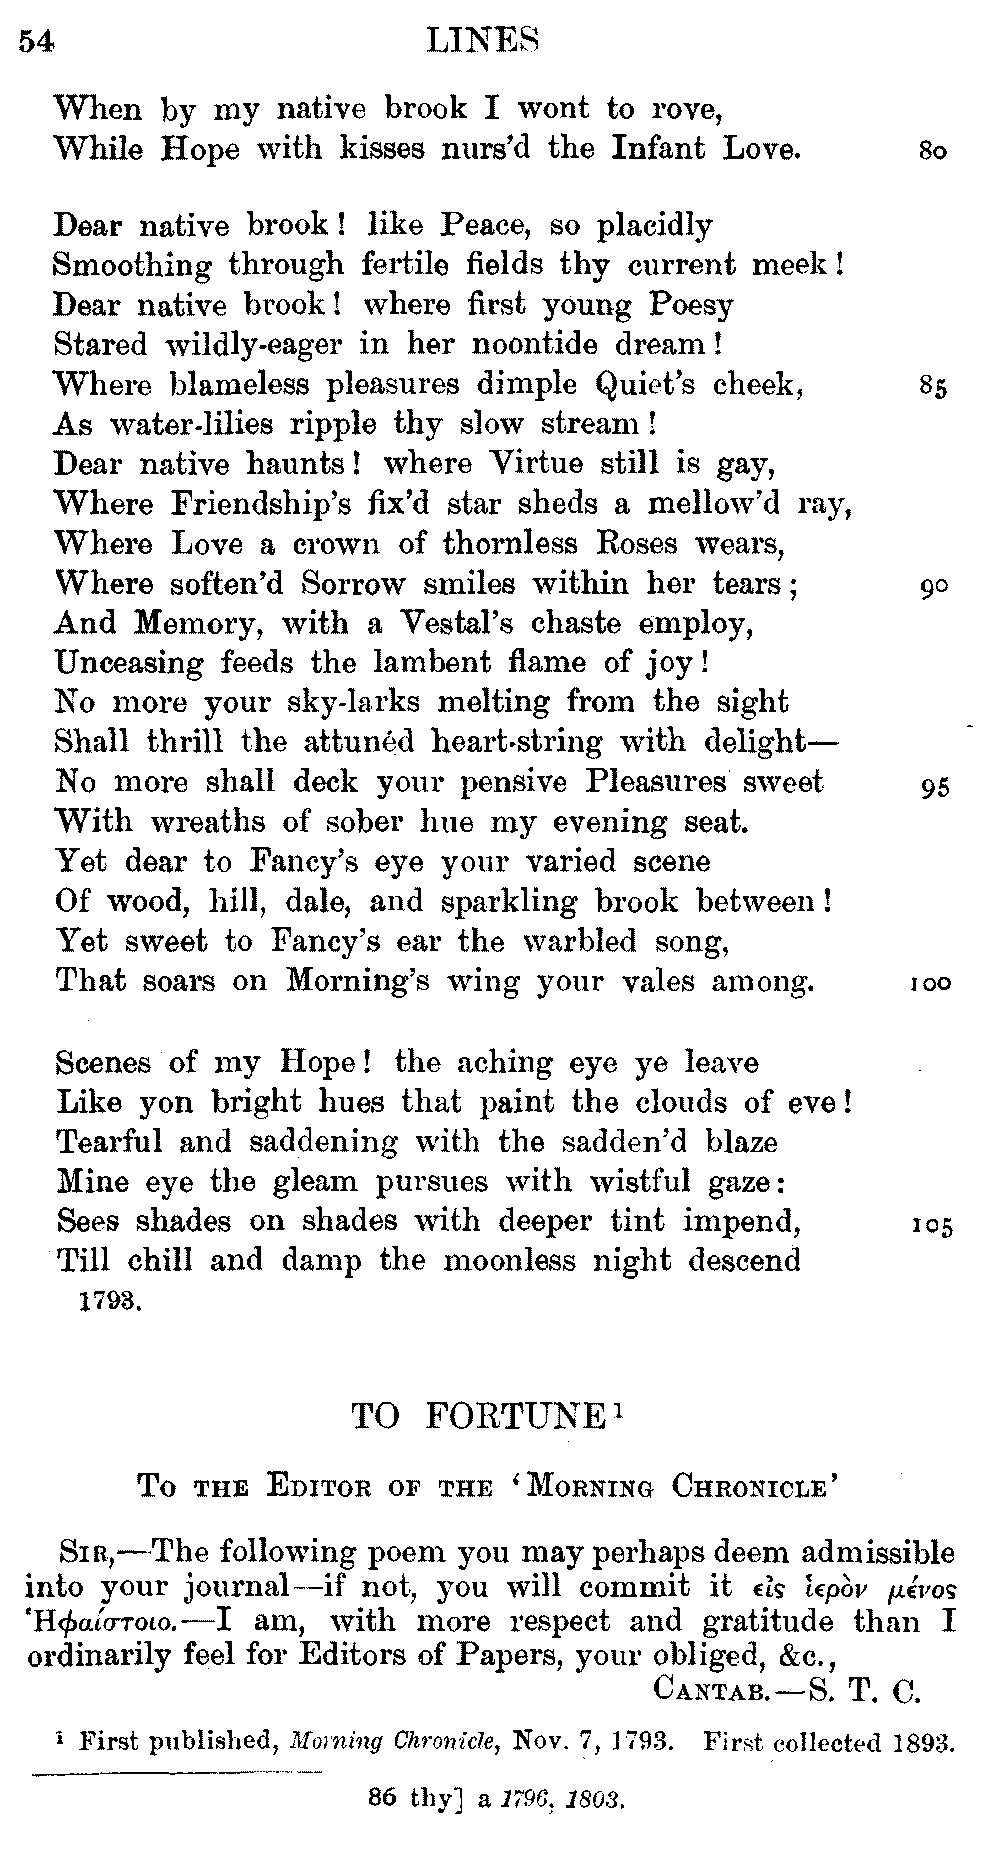 54 LINES
When by my native brook I wont to rove,
While Hope with kisses nurs'd the Infant Love. 80
Dear native brook! like Peace, so placidly
Smoothing through fertile fields thy current meek!
Dear native brook! where first young Poesy
Stared wildly-eager in her noontide dream!
Where blameless pleasures dimple Quiet's cheek, 85
As water-lilies ripple thy slow stream!
Dear native haunts! where Virtue still is gay,
Where Friendship's fix'd star sheds a mellow'd ray,
Where Love a crown of thornless Roses wears,
Where soften'd Sorrow smiles within her tears; 90
And Memory, with a Vestal's chaste employ,
Unceasing feeds the lambent flame of joy!
No more your sky-larks melting from the sight
Shall thrill the attunéd heart-string with delight—
No more shall deck your pensive Pleasures sweet 95
With wreaths of sober hue my evening seat.
Yet dear to Fancy's eye your varied scene
Of wood, hill, dale, and sparkling brook between!
Yet sweet to Fancy's ear the warbled song,
That soars on Morning's wing your vales among. 100
Scenes of my Hope! the aching eye ye leave
Like yon bright hues that paint the clouds of eve!
Tearful and saddening with the sadden'd blaze
Mine eye the gleam pursues with wistful gaze:
Sees shades on shades with deeper tint impend, 105
Till chill and damp the moonless night descend
1793.
TO FORTUNE¹
To the Editor of the 'Morning Chronicle'
Sir,—The following poem you may perhaps deem admissible
into your journal—if not, you will commit it εἰς ἱερὸν μένος
Ἡφαίστοιο.—I am, with more respect and gratitude than I
ordinarily feel for Editors of Papers, your obliged, &c.,
Cantab.—S. T. C.
¹ First published, Morning Chronicle, Nov. 7, 1793. First collected 1893.
86 thy] a 1796, 1803.